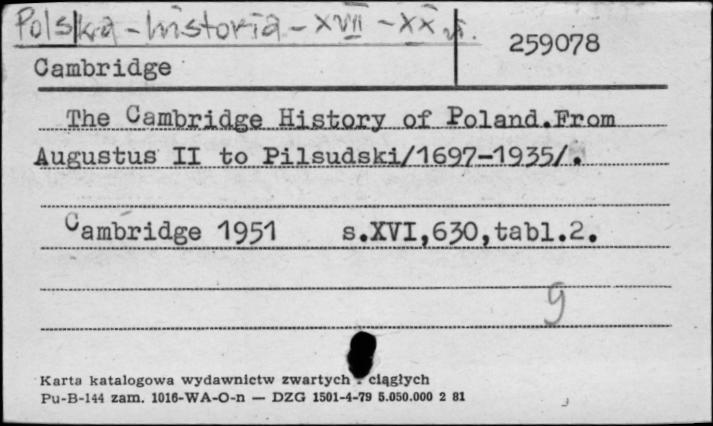 Polska - historia - XVII - XX w.
259078
Cambridge
The Cambridge History of Poland.From
Augustus II to Pilsudski/1697-1935/.
Cambridge 1951 s.XVI,630,tabl.2.
9
Karta katalogowa wydawnictw zwartych i ciągłych
Pu-B-144 zam. 1016-WA-O-n — DZG 1501-4-79 5.050.000 2 81